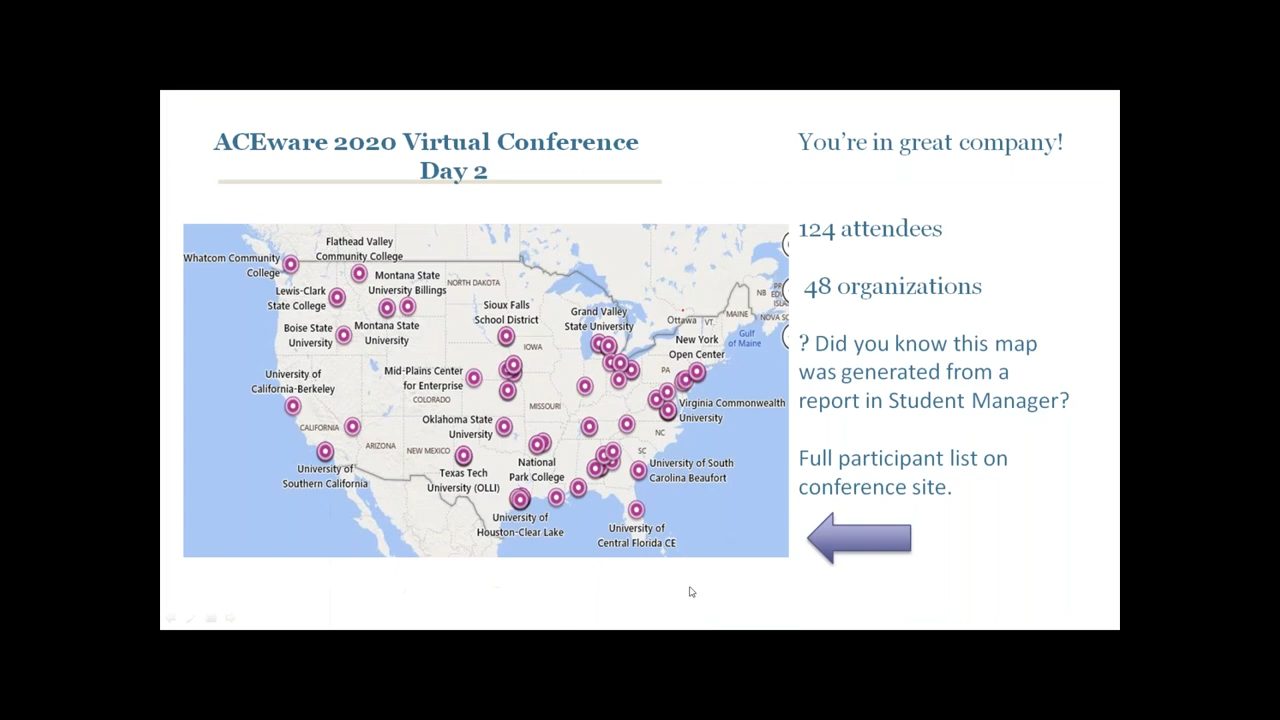 ACEware 2020 Virtual Conference
Day 2
You're in great company!
124 attendees
48 organizations
? Did you know this map
was generated from a
report in Student Manager?
Full participant list on
conference site.
Whatcom Community
College
Flathead Valley
Community College
Lewis-Clark
State College
Montana State
University Billings
NORTH DAKOTA
Boise State
University
Montana State
University
Sioux Falls
School District
IOWA
Grand Valley
State University
Ottawa
VT.
MAINE
NB
NOVA SC
Gulf
of Maine
New York
Open Center
PA
University of
California-Berkeley
Mid-Plains Center
for Enterprise
COLORADO
MISSOURI
Virginia Commonwealth
University
CALIFORNIA
ARIZONA
NEW MEXICO
Oklahoma State
University
NC
SC
University of
Southern California
Texas Tech
University (OLLI)
National
Park College
University of South
Carolina Beaufort
University of
Houston-Clear Lake
University of
Central Florida CE